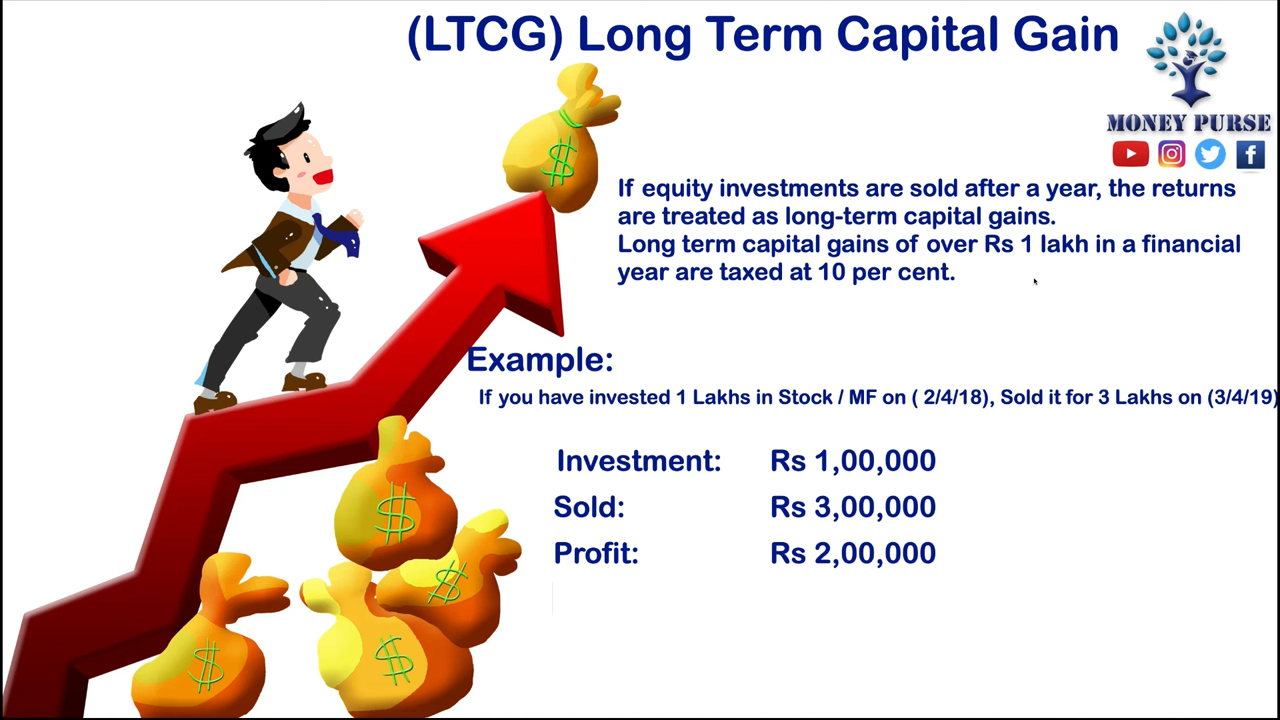 (LTCG) Long Term Capital Gain
MONEY PURSE
If equity investments are sold after a year, the returns
are treated as long-term capital gains.
Long term capital gains of over Rs 1 lakh in a financial
year are taxed at 10 per cent.
Example:
If you have invested 1 Lakhs in Stock / MF on ( 2/4/18), Sold it for 3 Lakhs on (3/4/19)
Investment: Rs 1,00,000
Sold: Rs 3,00,000
Profit: Rs 2,00,000
$
$
$
$
$